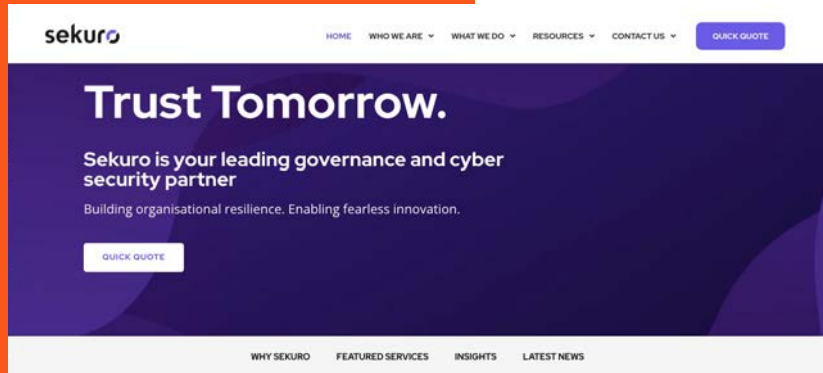 sekuro
HOME WHO WE ARE WHAT WE DO RESOURCES CONTACT US QUICK QUOTE
Trust Tomorrow.
Sekuro is your leading governance and cyber
security partner
Building organisational resilience. Enabling fearless innovation.
QUICK QUOTE
WHY SEKURO FEATURED SERVICES INSIGHTS LATEST NEWS